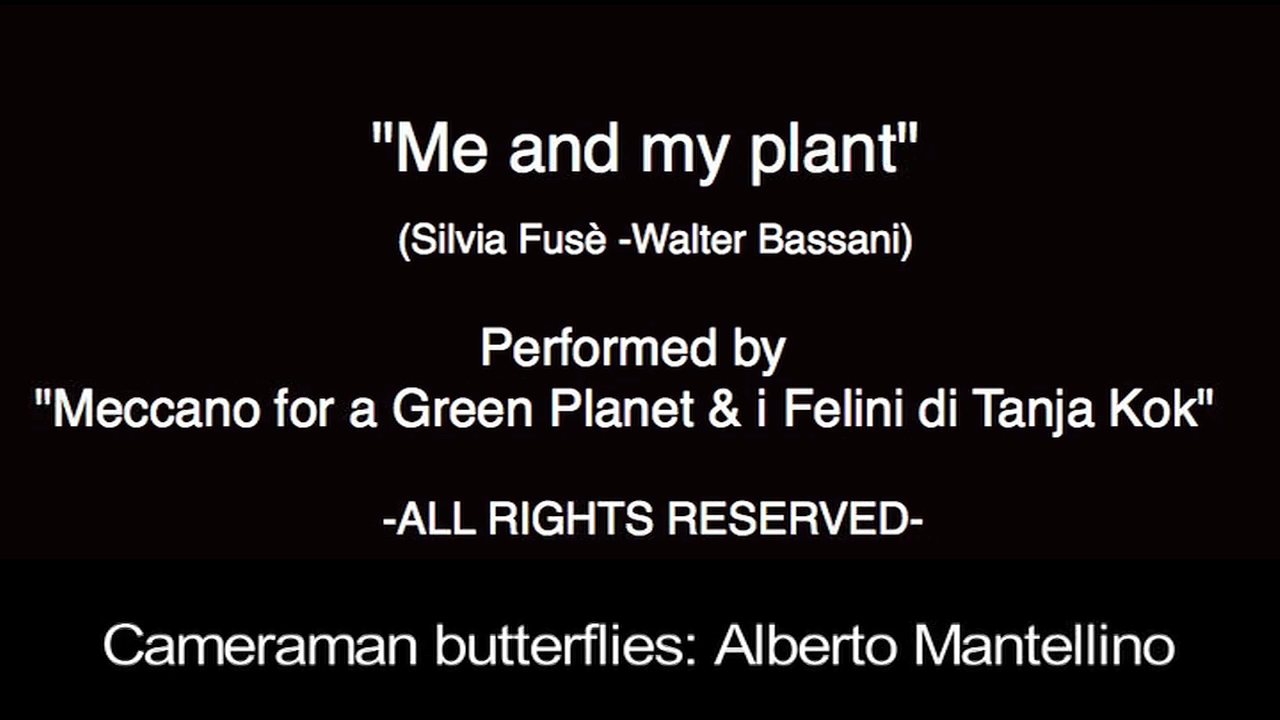 "Me and my plant"
(Silvia Fusè -Walter Bassani)
Performed by
"Meccano for a Green Planet & i Felini di Tanja Kok"
-ALL RIGHTS RESERVED-
Cameraman butterflies: Alberto Mantellino